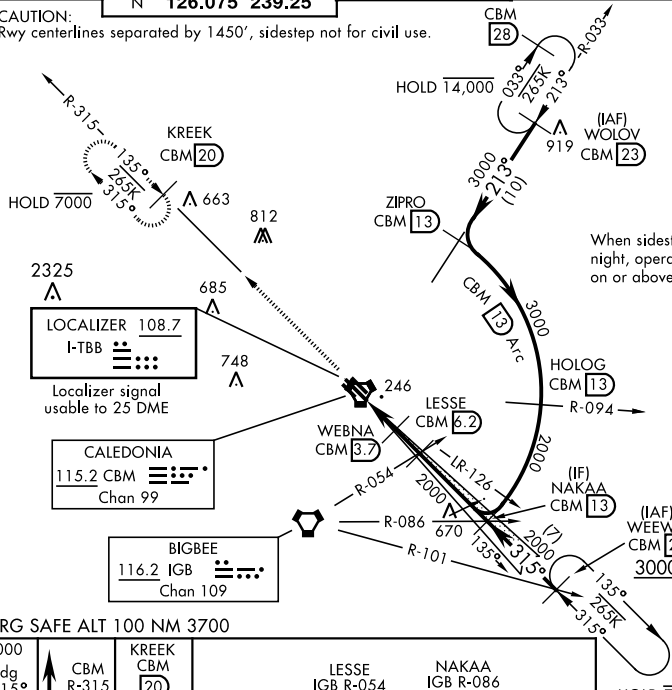 N 126.075 239.25
CAUTION:
Rwy centerlines separated by 1450', sidestep not for civil use.
CBM
28
R-033
HOLD 14,000
033°
265K
213°
(IAF)
WOLOV
CBM 23
919
3000
213°
(10)
R-315
KREEK
CBM 20
135°
265K
315°
HOLD 7000
663
812
ZIPRO
CBM 13
When sidest
night, opera
on or above
2325
685
CBM 13 Arc
3000
LOCALIZER 108.7
I-TBB
Localizer signal
usable to 25 DME
748
246
HOLOG
CBM 13
R-094
2000
LESSE
CBM 6.2
WEBNA
CBM 3.7
CALEDONIA
115.2 CBM
Chan 99
R-054
LR-126
2000
(IF)
NAKAA
CBM 13
R-086
670
(7)
2000
135°
315°
(IAF)
WEEW
CBM
3000
R-101
BIGBEE
116.2 IGB
Chan 109
135°
265K
315°
RG SAFE ALT 100 NM 3700
000
dg
15°
CBM
R-315
KREEK
CBM
20
LESSE
IGB R-054
NAKAA
IGB R-086
HOLD